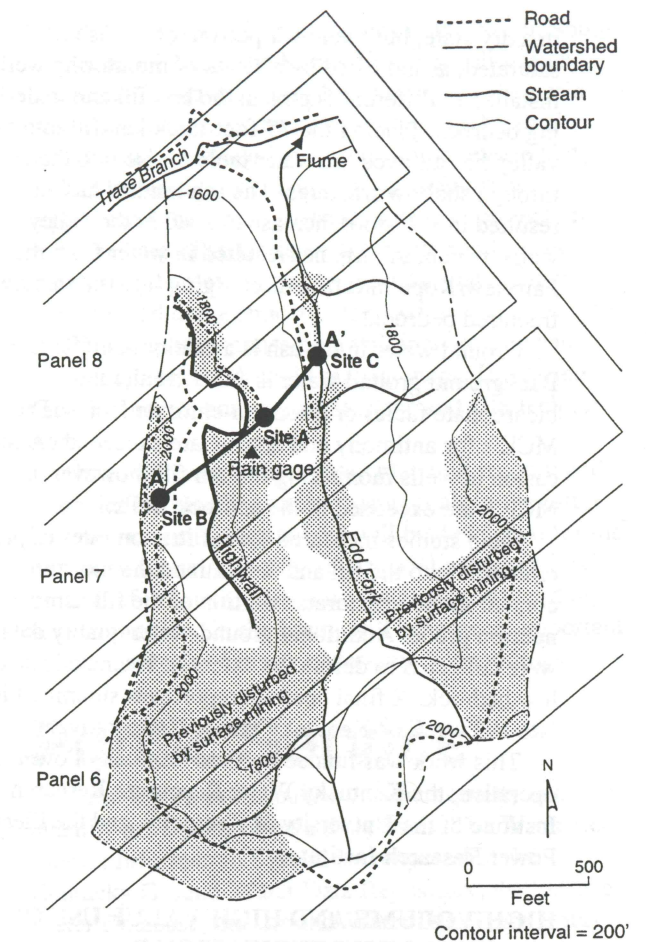 Road
Watershed
boundary
Stream
Contour
Trace Branch
Flume
1600
1800
1800
Panel 8
A'
Site C
2000
Site A
Rain gage
A
Site B
2000
Highwall
Edd Fork
Panel 7
Previously disturbed
by surface mining
2000
Previously disturbed
by surface mining
1800
2000
Panel 6
N
0
500
Feet
Contour interval = 200'